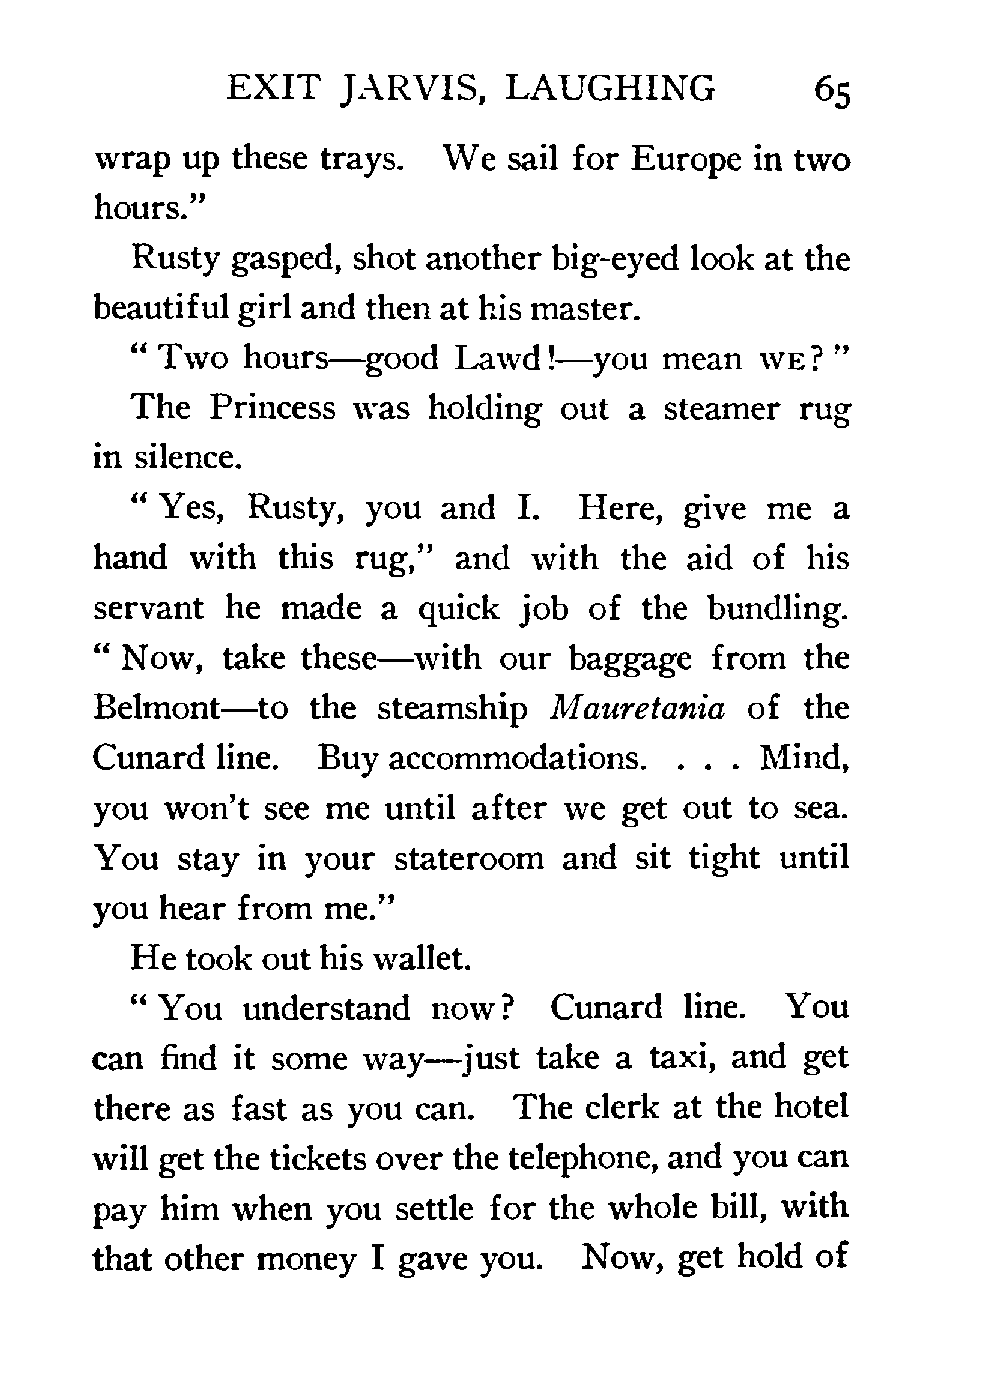 EXIT JARVIS, LAUGHING 65
wrap up these trays. We sail for Europe in two
hours.”
Rusty gasped, shot another big-eyed look at the
beautiful girl and then at his master.
“ Two hours—good Lawd!—you mean WE? ”
The Princess was holding out a steamer rug
in silence.
“ Yes, Rusty, you and I. Here, give me a
hand with this rug,” and with the aid of his
servant he made a quick job of the bundling.
“ Now, take these—with our baggage from the
Belmont—to the steamship Mauretania of the
Cunard line. Buy accommodations. . . . Mind,
you won’t see me until after we get out to sea.
You stay in your stateroom and sit tight until
you hear from me.”
He took out his wallet.
“ You understand now? Cunard line. You
can find it some way—just take a taxi, and get
there as fast as you can. The clerk at the hotel
will get the tickets over the telephone, and you can
pay him when you settle for the whole bill, with
that other money I gave you. Now, get hold of